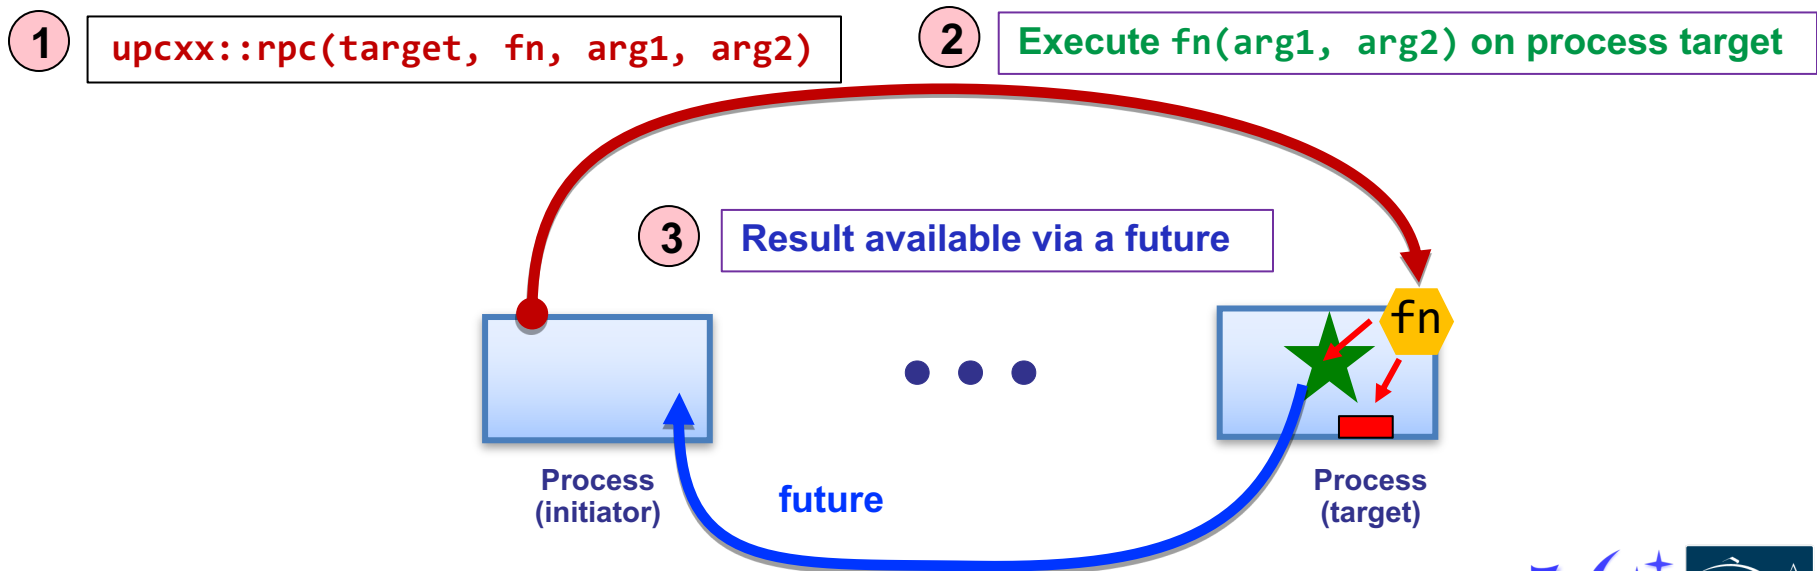 1
upcxx::rpc(target, fn, arg1, arg2)
2
Execute fn(arg1, arg2) on process target
3
Result available via a future
fn
Process
(initiator)
future
Process
(target)